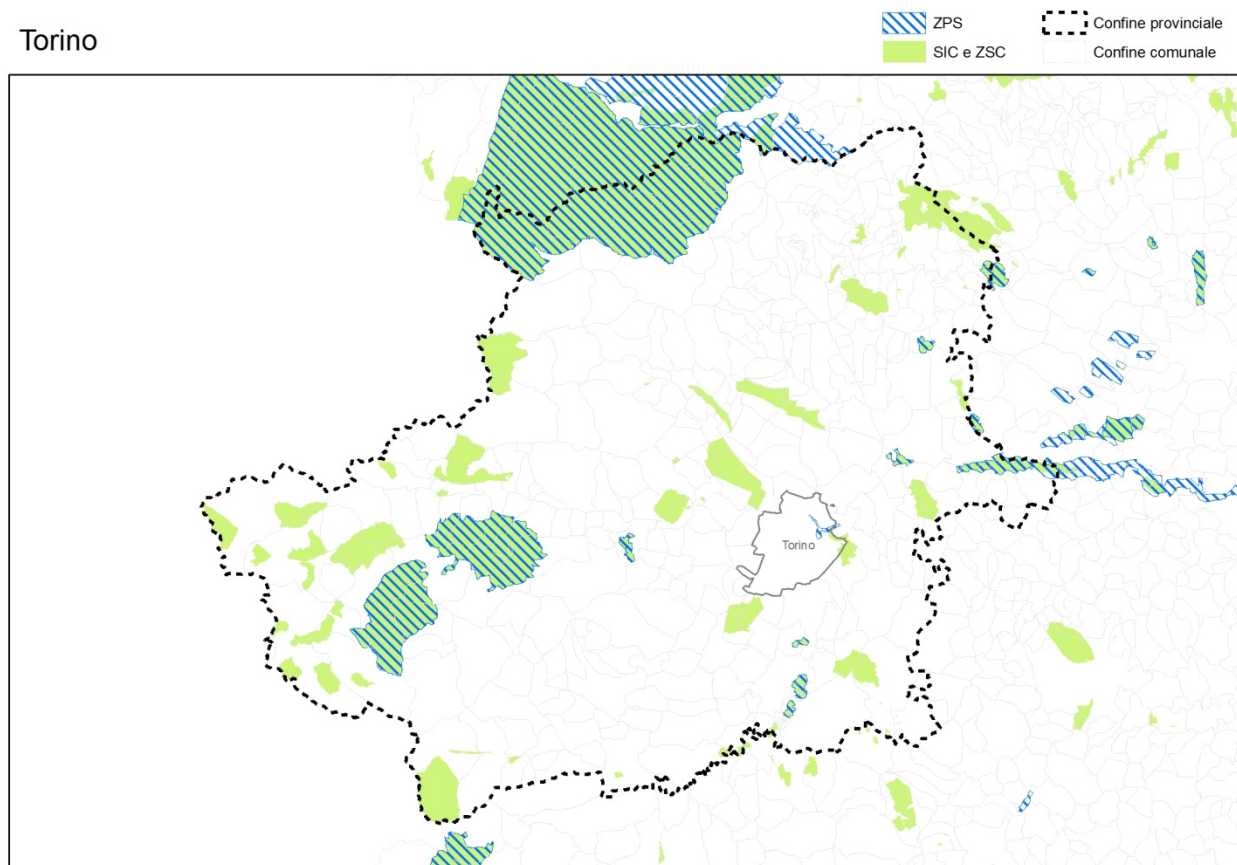 Torino
ZPS
SIC e ZSC
Confine provinciale
Confine comunale
Torino